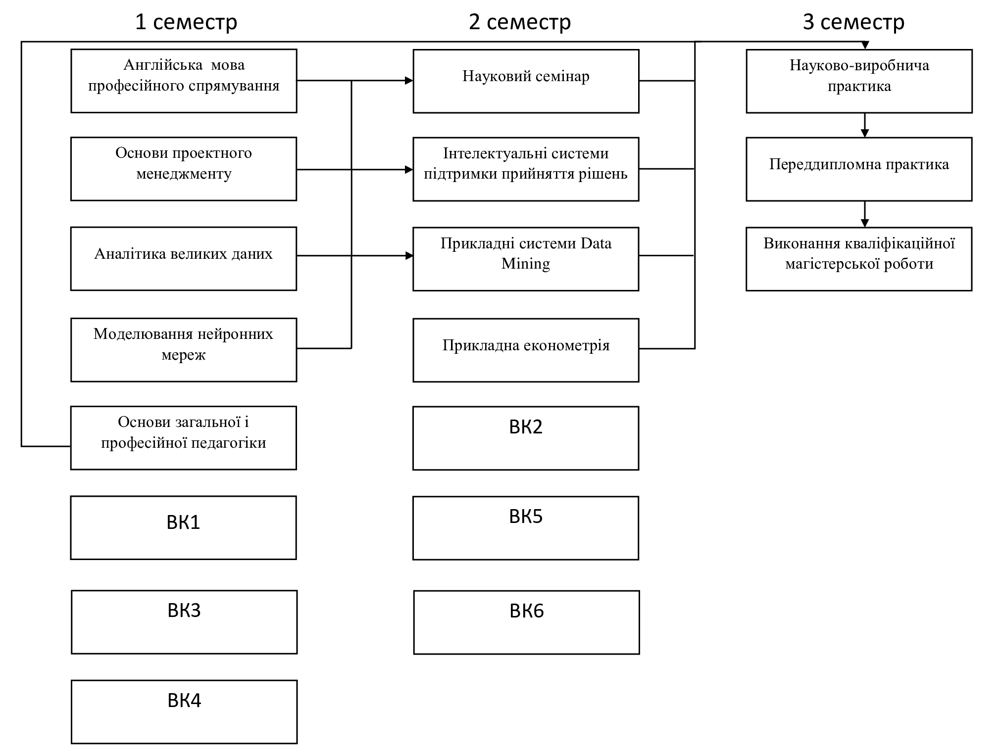 1 семестр
2 семестр
3 семестр
Англійська мова
професійного спрямування
Науковий семінар
Науково-виробнича
практика
Основи проектного
менеджменту
Інтелектуальні системи
підтримки прийняття рішень
Переддипломна практика
Аналітика великих даних
Прикладні системи Data
Mining
Виконання кваліфікаційної
магістерської роботи
Моделювання нейронних
мереж
Прикладна економетрія
Основи загальної і
професійної педагогіки
ВК2
ВК1
ВК5
ВК3
ВК6
ВК4